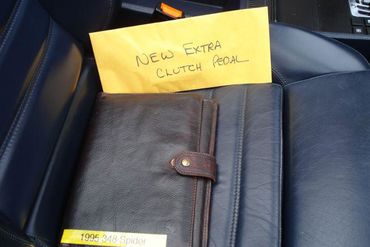 NEW EXTRA
CLUTCH PEDAL
1995 348 Spider